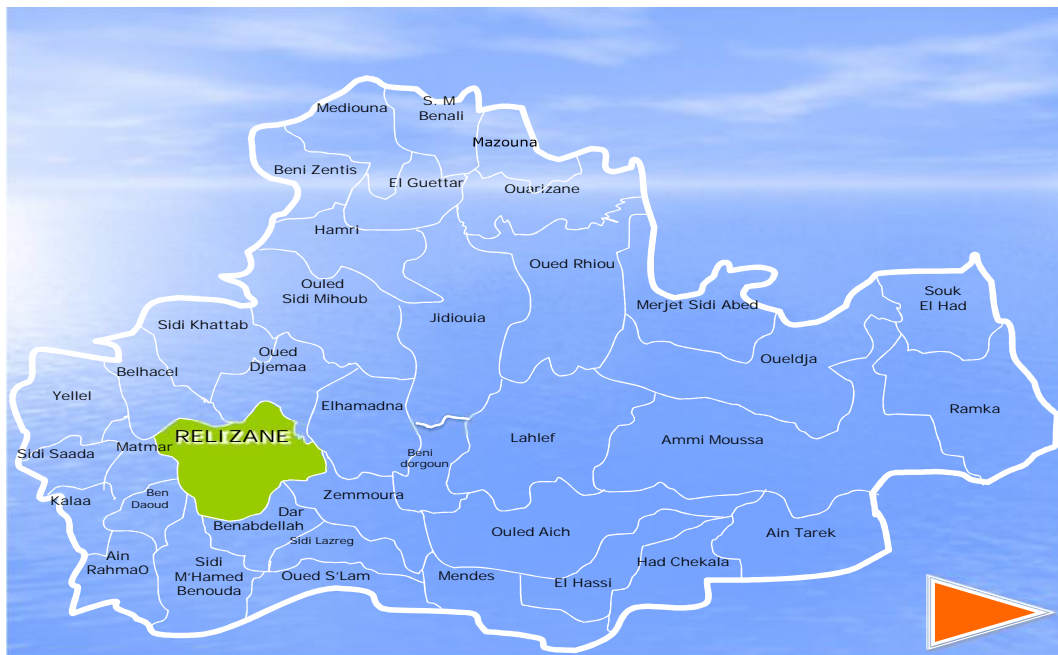 Mediouna
S. M
Benali
Mazouna
Beni Zentis
El Guettar
Ouarizane
Hamri
Oued Rhiou
Ouled
Sidi Mihoub
Jidiouia
Merjet Sidi Abed
Souk
El Had
Sidi Khattab
Oued
Djemaa
Oueldja
Belhacel
Yellel
Elhamadna
Ramka
RELIZANE
Matmar
Lahlef
Ammi Moussa
Sidi Saada
Beni
dorgoun
Kalaa
Ben
Daoud
Zemmoura
Dar
Benabdellah
Sidi Lazreg
Ouled Aich
Ain Tarek
Ain
RahmaO
Sidi
M'Hamed
Benouda
Oued S'Lam
Mendes
El Hassi
Had Chekala